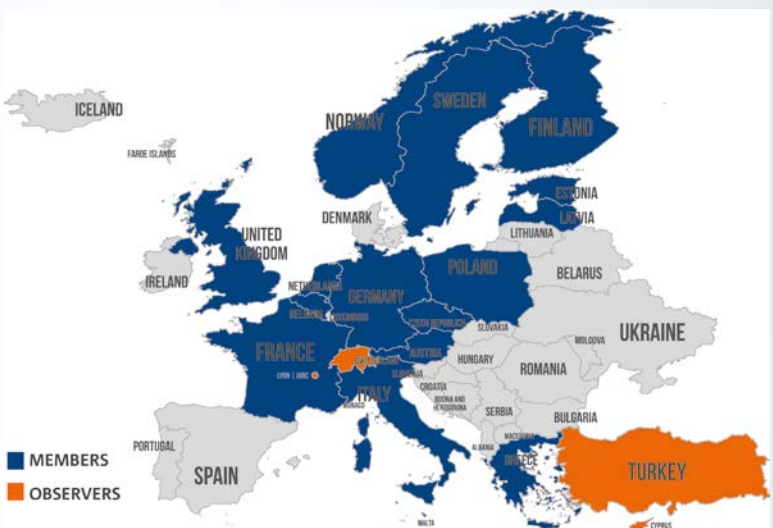 ICELAND
FAROE ISLANDS
NORWAY
SWEDEN
FINLAND
ESTONIA
LATVIA
LITHUANIA
DENMARK
UNITED
KINGDOM
IRELAND
NETHERLANDS
BELGIUM
LUXEMBURG
GERMANY
POLAND
BELARUS
CZECH REPUBLIC
SLOVAKIA
UKRAINE
FRANCE
LYON | IARC
AUSTRIA
HUNGARY
MOLDOVA
ROMANIA
SLOVENIA
CROATIA
ITALY
MONACO
BOSNIA AND
HERZEGOVINA
SERBIA
BULGARIA
MACEDONIA
ALBANIA
GREECE
PORTUGAL
SPAIN
TURKEY
MALTA
CYPRUS
MEMBERS
OBSERVERS